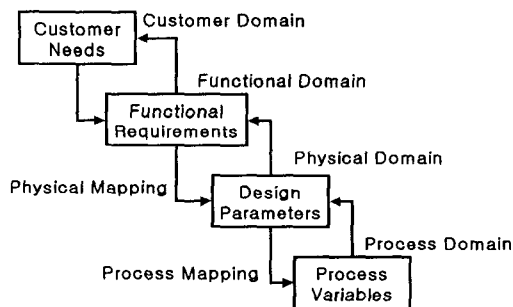 Customer Domain
Customer
Needs
Functional Domain
Functional
Requirements
Physical Domain
Physical Mapping
Design
Parameters
Process Domain
Process Mapping
Process
Variables